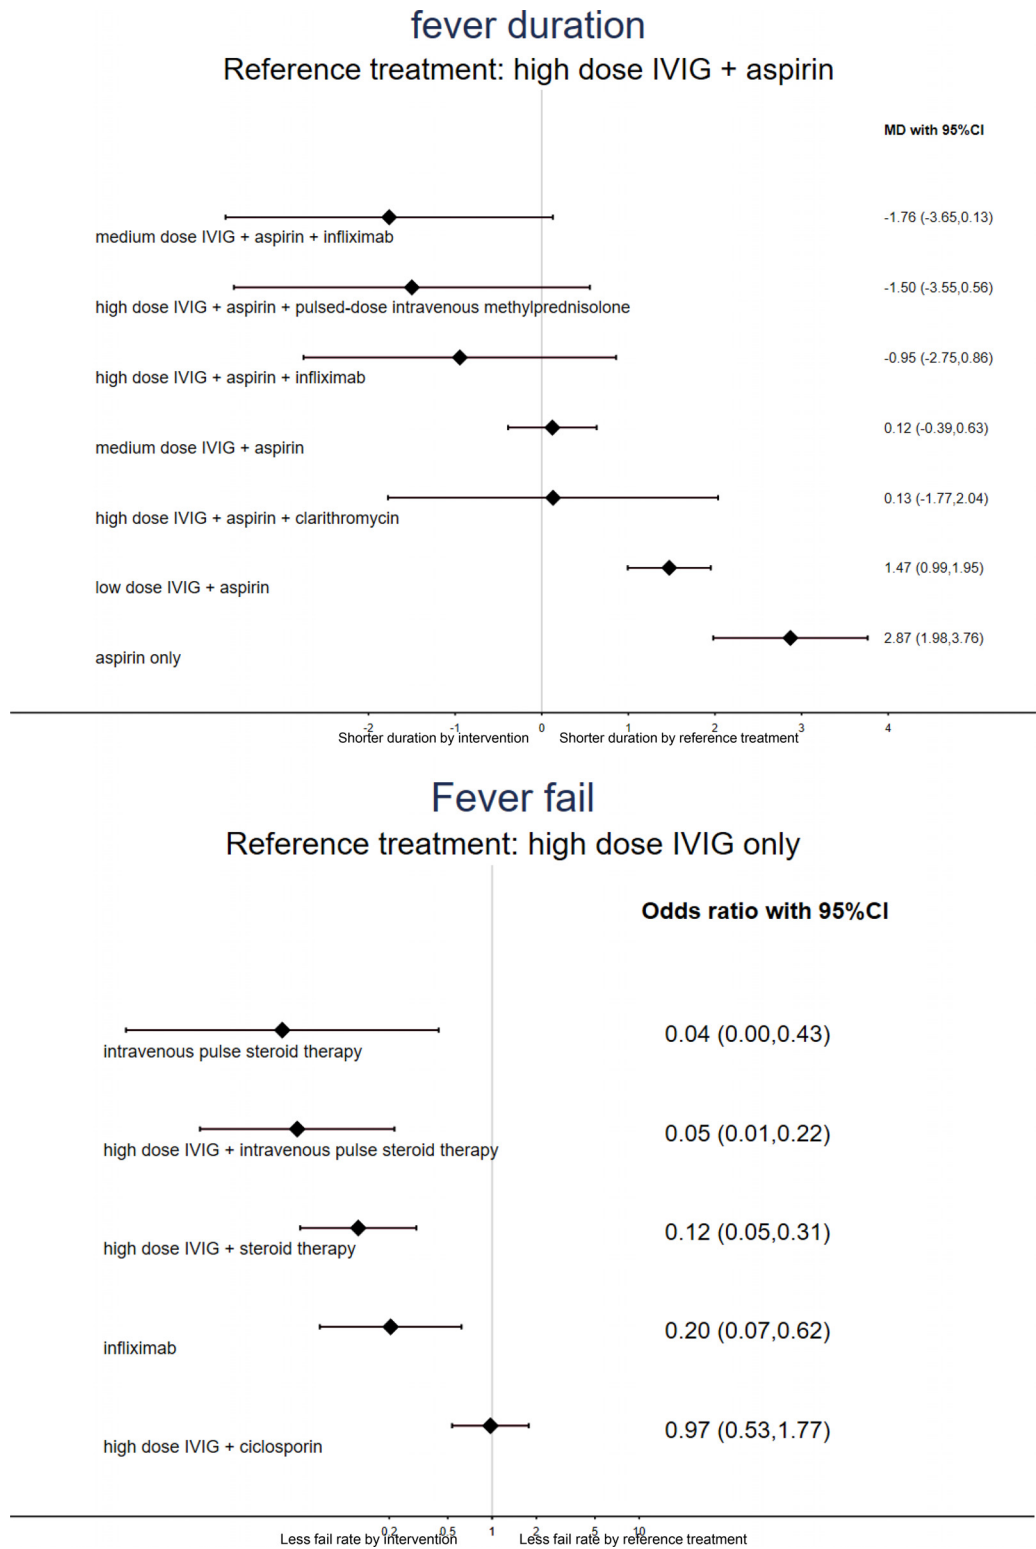 fever duration
Reference treatment: high dose IVIG + aspirin
MD with 95%CI
-1.76 (-3.65,0.13)
medium dose IVIG + aspirin + infliximab
-1.50 (-3.55,0.56)
high dose IVIG + aspirin + pulsed-dose intravenous methylprednisolone
-0.95 (-2.75,0.86)
high dose IVIG + aspirin + infliximab
0.12 (-0.39,0.63)
medium dose IVIG + aspirin
0.13 (-1.77,2.04)
high dose IVIG + aspirin + clarithromycin
1.47 (0.99,1.95)
low dose IVIG + aspirin
2.87 (1.98,3.76)
aspirin only
-2 -1 0 1 2 3 4
Shorter duration by intervention Shorter duration by reference treatment
Fever fail
Reference treatment: high dose IVIG only
Odds ratio with 95%CI
0.04 (0.00,0.43)
intravenous pulse steroid therapy
0.05 (0.01,0.22)
high dose IVIG + intravenous pulse steroid therapy
0.12 (0.05,0.31)
high dose IVIG + steroid therapy
0.20 (0.07,0.62)
infliximab
0.97 (0.53,1.77)
high dose IVIG + ciclosporin
0.2 0.5 1 2 5 10
Less fail rate by intervention Less fail rate by reference treatment